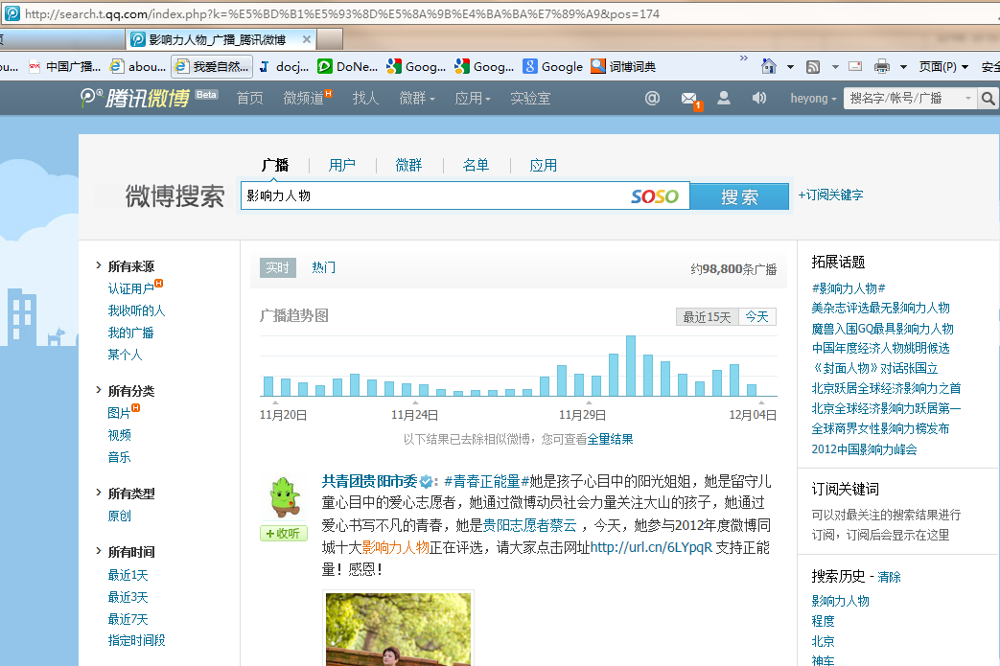 http://search.t.qq.com/index.php?k=%E5%BD%B1%E5%93%8D%E5%8A%9B%E4%BA%BA%E7%89%A9&pos=174
页
影响力人物_广播_腾讯微博
ou... 中国广播... abou... 我爱自然... docj... DoNe... Goog... Goog... Google 词博词典 » 页面(P) 安全
腾讯微博 Beta 首页 微频道 H 找人 微群 应用 实验室 @ 1 heyong 搜名字/帐号/广播
广播 用户 微群 名单 应用
微博搜索 影响力人物 SOSO 搜索 +订阅关键字
所有来源
认证用户 H
我收听的人
我的广播
某个人
所有分类
图片 H
视频
音乐
所有类型
原创
所有时间
最近1天
最近3天
最近7天
指定时间段
实时 热门 约98,800条广播
广播趋势图 最近15天 今天
11月20日 11月24日 11月29日 12月04日
以下结果已去除相似微博，您可查看全量结果
共青团贵阳市委：#青春正能量#她是孩子心目中的阳光姐姐，她是留守儿
童心目中的爱心志愿者，她通过微博动员社会力量关注大山的孩子，她通过
+收听
爱心书写不凡的青春，她是贵阳志愿者蔡云 ，今天，她参与2012年度微博同
城十大影响力人物正在评选，请大家点击网址http://url.cn/6LYpqR 支持正能
量！感恩！
拓展话题
#影响力人物#
美杂志评选最无影响力人物
魔兽入围GQ最具影响力人物
中国年度经济人物姚明候选
《封面人物》对话张国立
北京跃居全球经济影响力之首
北京全球经济影响力跃居第一
全球商界女性影响力榜发布
2012中国影响力峰会
订阅关键词
可以对最关注的搜索结果进行
订阅，订阅后会显示在这里
搜索历史 - 清除
影响力人物
程度
北京
神车